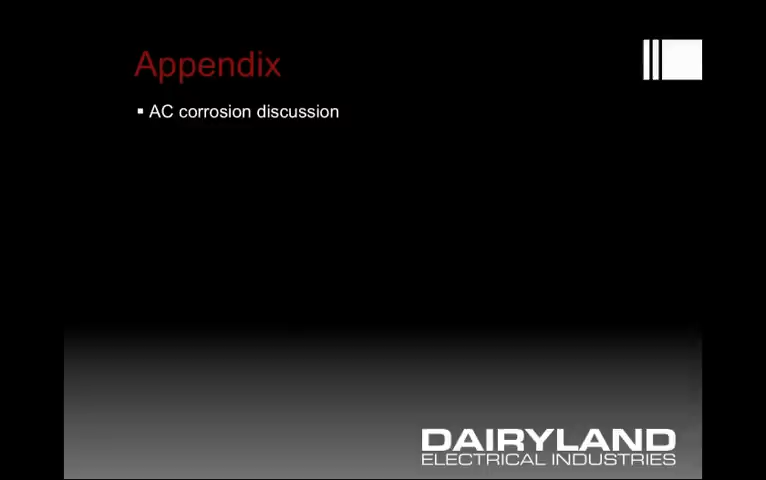 Appendix
▪ AC corrosion discussion
DAIRYLAND
ELECTRICAL INDUSTRIES